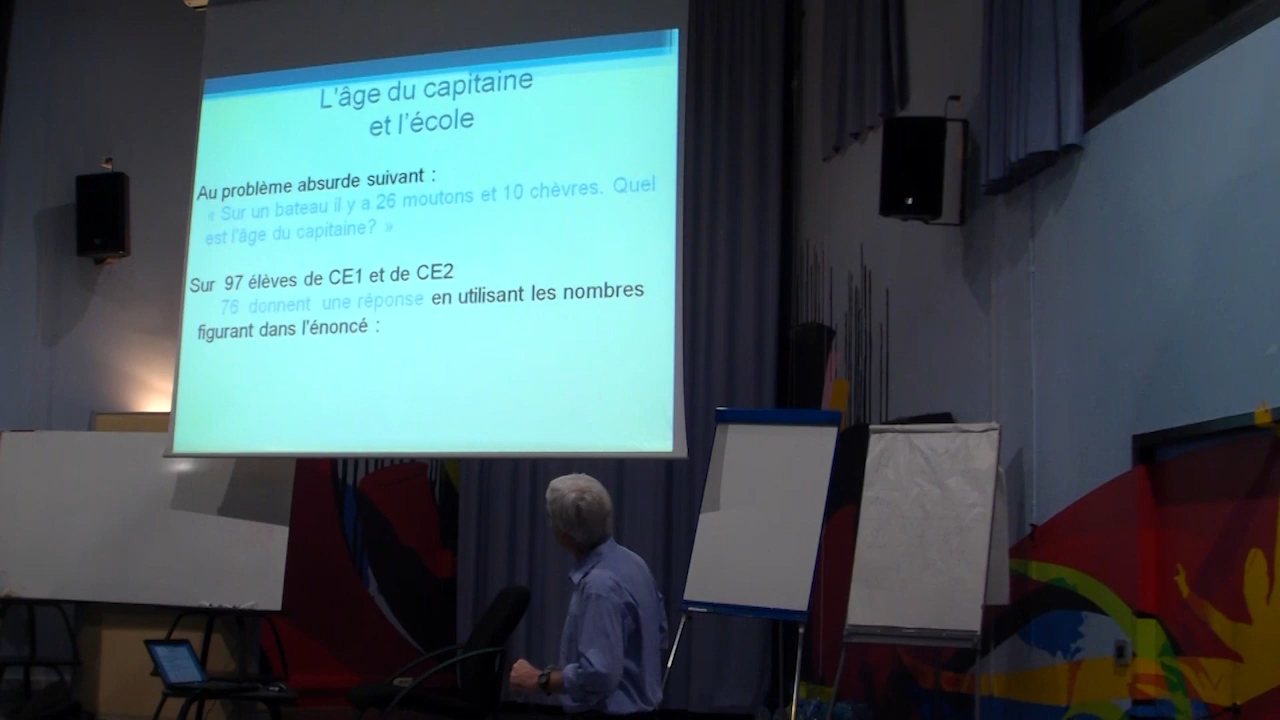 L'âge du capitaine
et l'école
Au problème absurde suivant :
« Sur un bateau il y a 26 moutons et 10 chèvres. Quel
est l'âge du capitaine? »
Sur 97 élèves de CE1 et de CE2
76 donnent une réponse en utilisant les nombres
figurant dans l'énoncé :